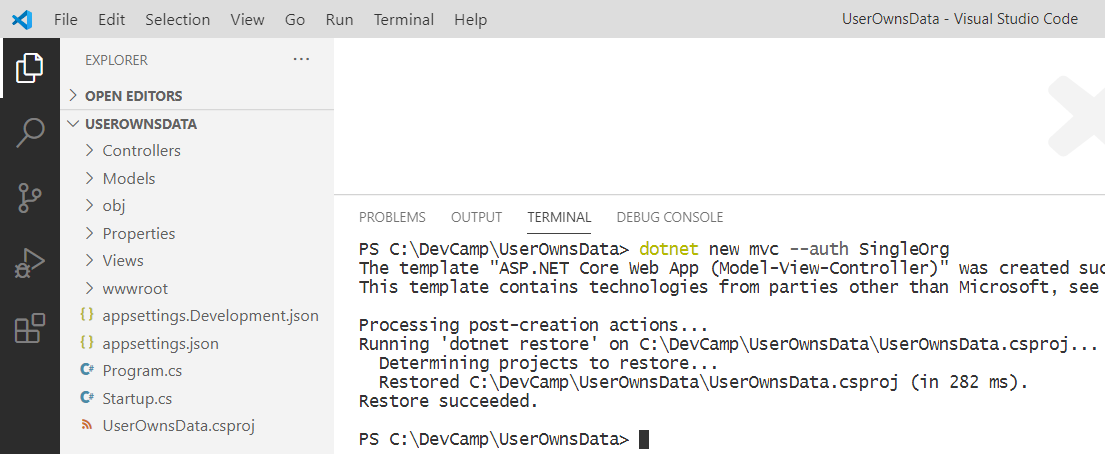 File Edit Selection View Go Run Terminal Help UserOwnsData - Visual Studio Code
EXPLORER ...
OPEN EDITORS
USEROWNSDATA
Controllers
Models
obj
Properties
Views
wwwroot
{} appsettings.Development.json
{} appsettings.json
C# Program.cs
C# Startup.cs
UserOwnsData.csproj
PROBLEMS OUTPUT TERMINAL DEBUG CONSOLE
PS C:\DevCamp\UserOwnsData> dotnet new mvc --auth SingleOrg
The template "ASP.NET Core Web App (Model-View-Controller)" was created suc
This template contains technologies from parties other than Microsoft, see
Processing post-creation actions...
Running 'dotnet restore' on C:\DevCamp\UserOwnsData\UserOwnsData.csproj...
Determining projects to restore...
Restored C:\DevCamp\UserOwnsData\UserOwnsData.csproj (in 282 ms).
Restore succeeded.
PS C:\DevCamp\UserOwnsData>